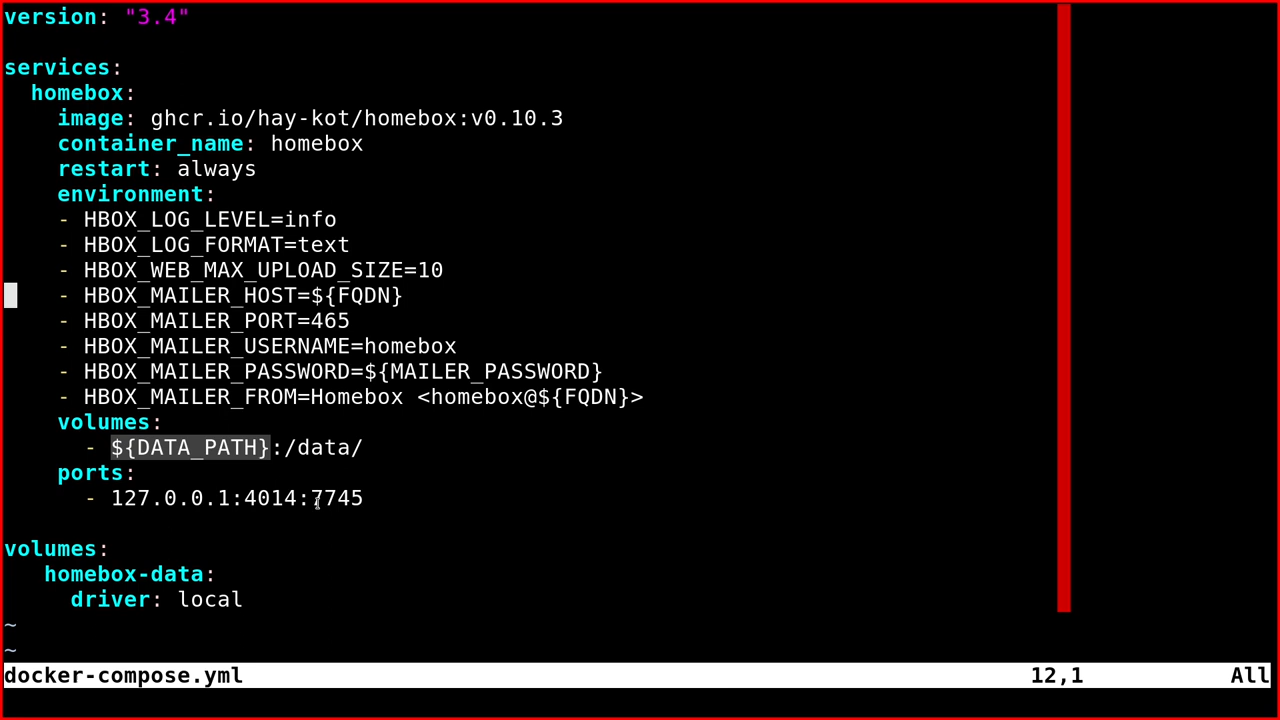 version: "3.4"
services:
homebox:
image: ghcr.io/hay-kot/homebox:v0.10.3
container_name: homebox
restart: always
environment:
- HBOX_LOG_LEVEL=info
- HBOX_LOG_FORMAT=text
- HBOX_WEB_MAX_UPLOAD_SIZE=10
- HBOX_MAILER_HOST=${FQDN}
- HBOX_MAILER_PORT=465
- HBOX_MAILER_USERNAME=homebox
- HBOX_MAILER_PASSWORD=${MAILER_PASSWORD}
- HBOX_MAILER_FROM=Homebox <homebox@${FQDN}>
volumes:
- ${DATA_PATH}:/data/
ports:
- 127.0.0.1:4014:7745
volumes:
homebox-data:
driver: local
~
~
docker-compose.yml 12,1 All